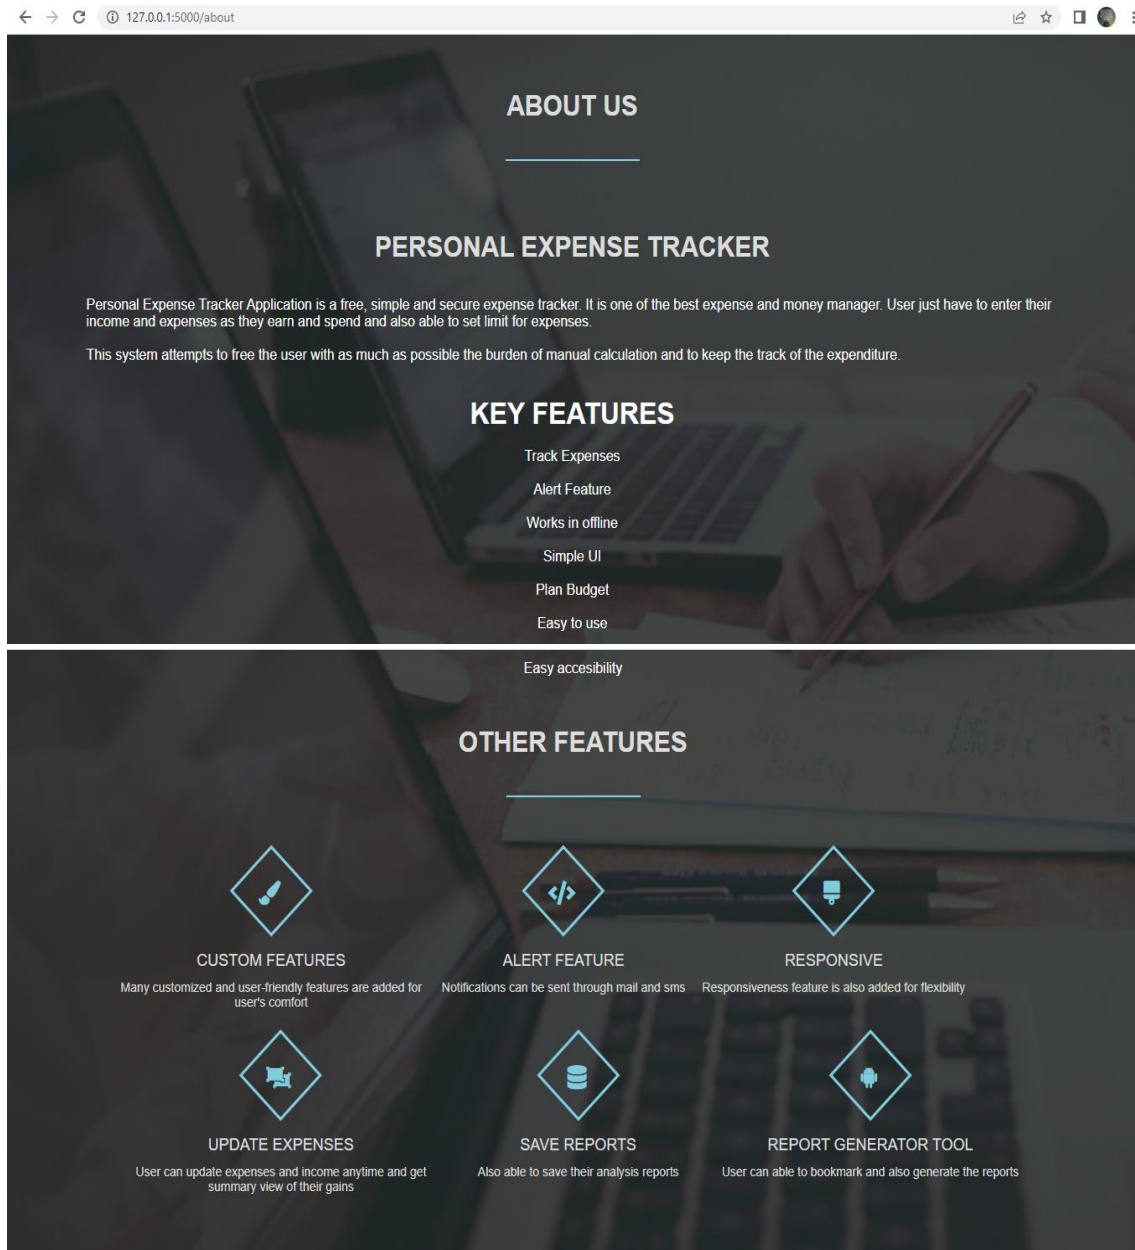 127.0.0.1:5000/about
ABOUT US
PERSONAL EXPENSE TRACKER
Personal Expense Tracker Application is a free, simple and secure expense tracker. It is one of the best expense and money manager. User just have to enter their
income and expenses as they earn and spend and also able to set limit for expenses.
This system attempts to free the user with as much as possible the burden of manual calculation and to keep the track of the expenditure.
KEY FEATURES
Track Expenses
Alert Feature
Works in offline
Simple UI
Plan Budget
Easy to use
Easy accesibility
OTHER FEATURES
CUSTOM FEATURES
Many customized and user-friendly features are added for
user's comfort
ALERT FEATURE
Notifications can be sent through mail and sms
RESPONSIVE
Responsiveness feature is also added for flexibility
UPDATE EXPENSES
User can update expenses and income anytime and get
summary view of their gains
SAVE REPORTS
Also able to save their analysis reports
REPORT GENERATOR TOOL
User can able to bookmark and also generate the reports